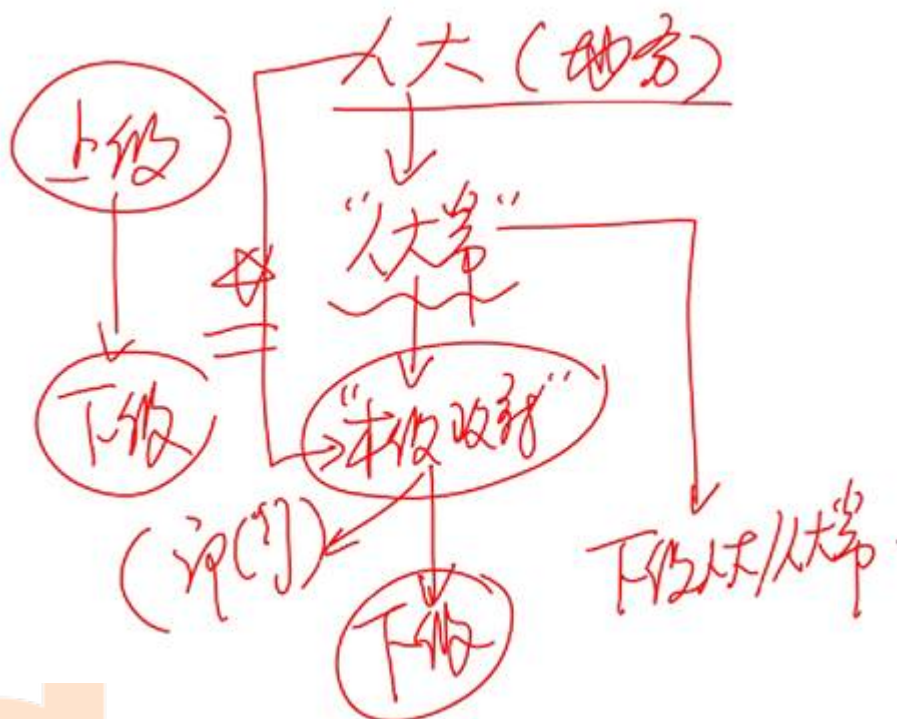 人大（地方）
上级
“人大常”
下级
“本级政府”
（部门）
下级人大/人大常
下级